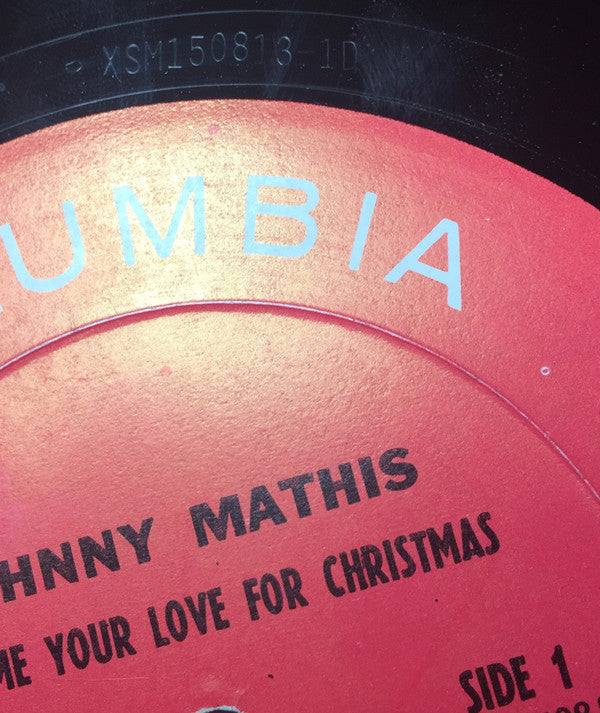 XSM150813-1D
UMBIA
HNNY MATHIS
ME YOUR LOVE FOR CHRISTMAS
SIDE 1